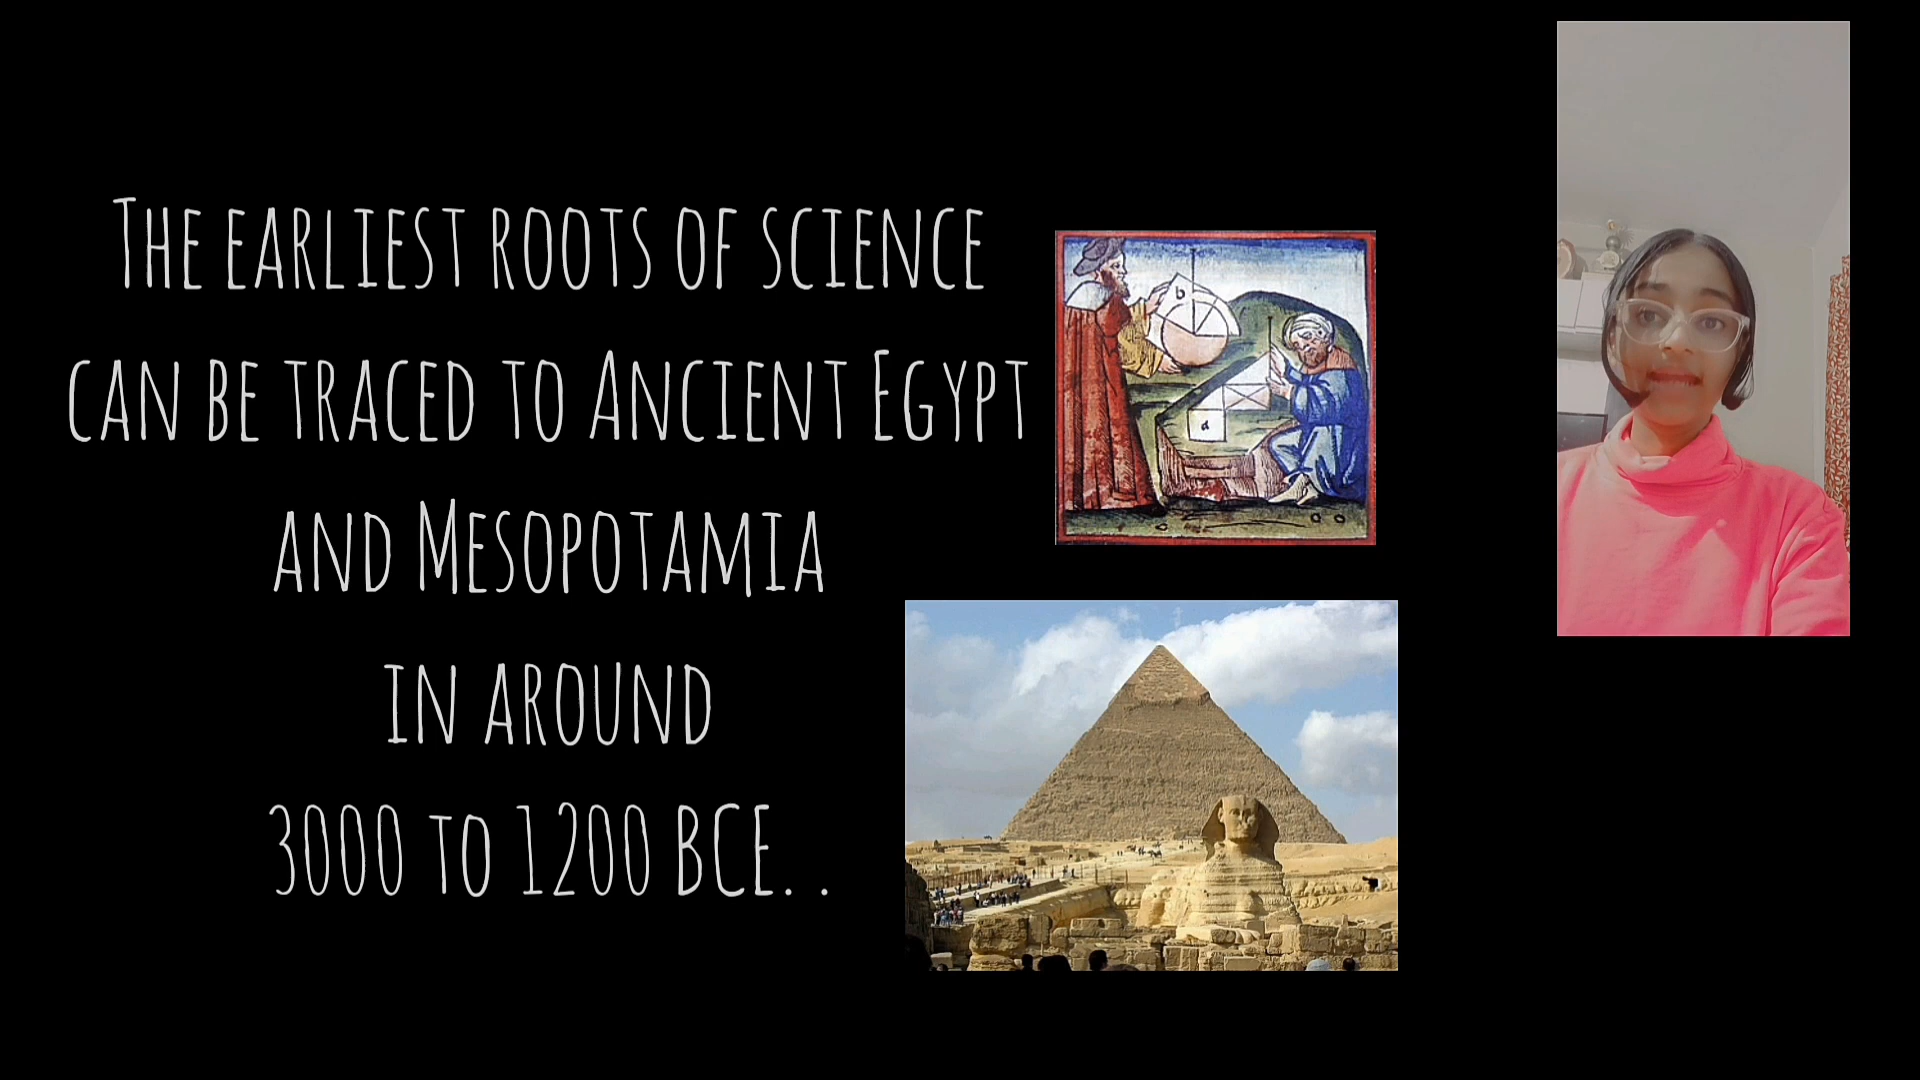 The earliest roots of science
can be traced to Ancient Egypt
and Mesopotamia
in around
3000 to 1200 BCE. .
b
a